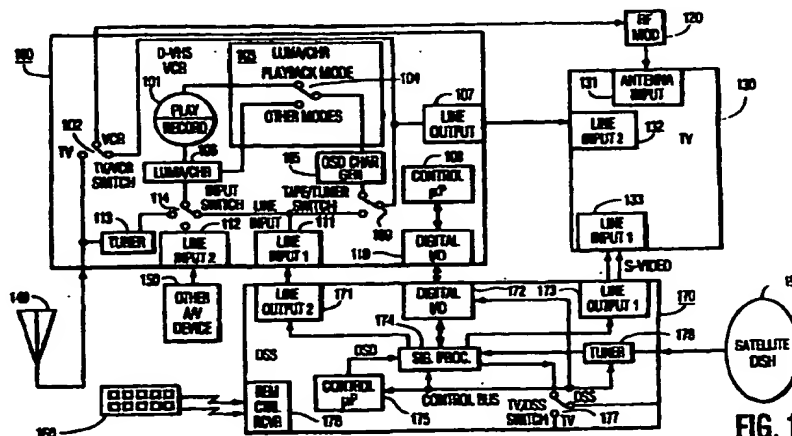 100
D-VHS
VCR
103
LUMA/CHR
PLAYBACK MODE
104
OTHER MODES
101
PLAY
RECORD
102
VCR
TV
TV/VCR
SWITCH
106
LUMA/CHR
105
OSD CHAR
GEN
107
LINE
OUTPUT
108
CONTROL
μP
INPUT
SWITCH
TAPE/TUNER
SWITCH
109
114
113
TUNER
112
LINE
INPUT
111
LINE
INPUT 2
LINE
INPUT 1
110
DIGITAL
I/O
RF
MOD
120
131
ANTENNA
INPUT
130
LINE
INPUT 2
132
TV
133
LINE
INPUT 1
S-VIDEO
140
150
OTHER
A/V
DEVICE
LINE
OUTPUT 2
171
DIGITAL
I/O
172
173
LINE
OUTPUT 1
170
174
DSS
OSD
SIG. PROC.
TUNER
178
SATELLITE
DISH
CONTROL
μP
175
CONTROL BUS
TV/DSS
SWITCH
DSS
177
TV
160
REM
CTRL
RCVR
176
FIG. 1